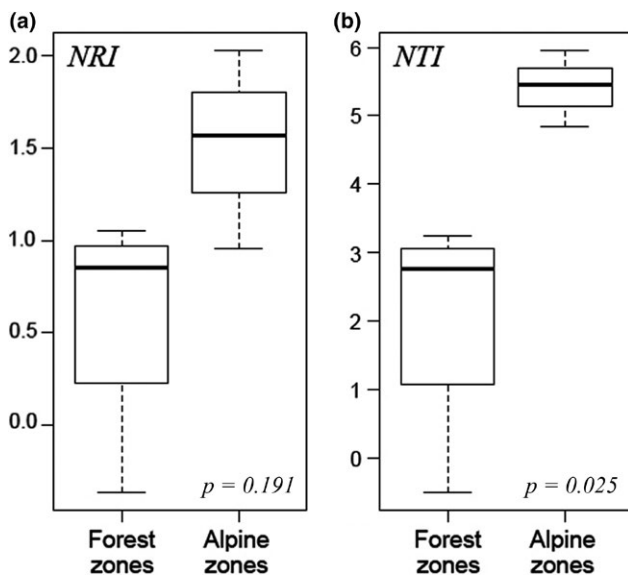 (a)
NRI
2.0
1.5
1.0
0.5
0.0
p = 0.191
Forest zones
Alpine zones
(b)
NTI
6
5
4
3
2
1
0
p = 0.025
Forest zones
Alpine zones